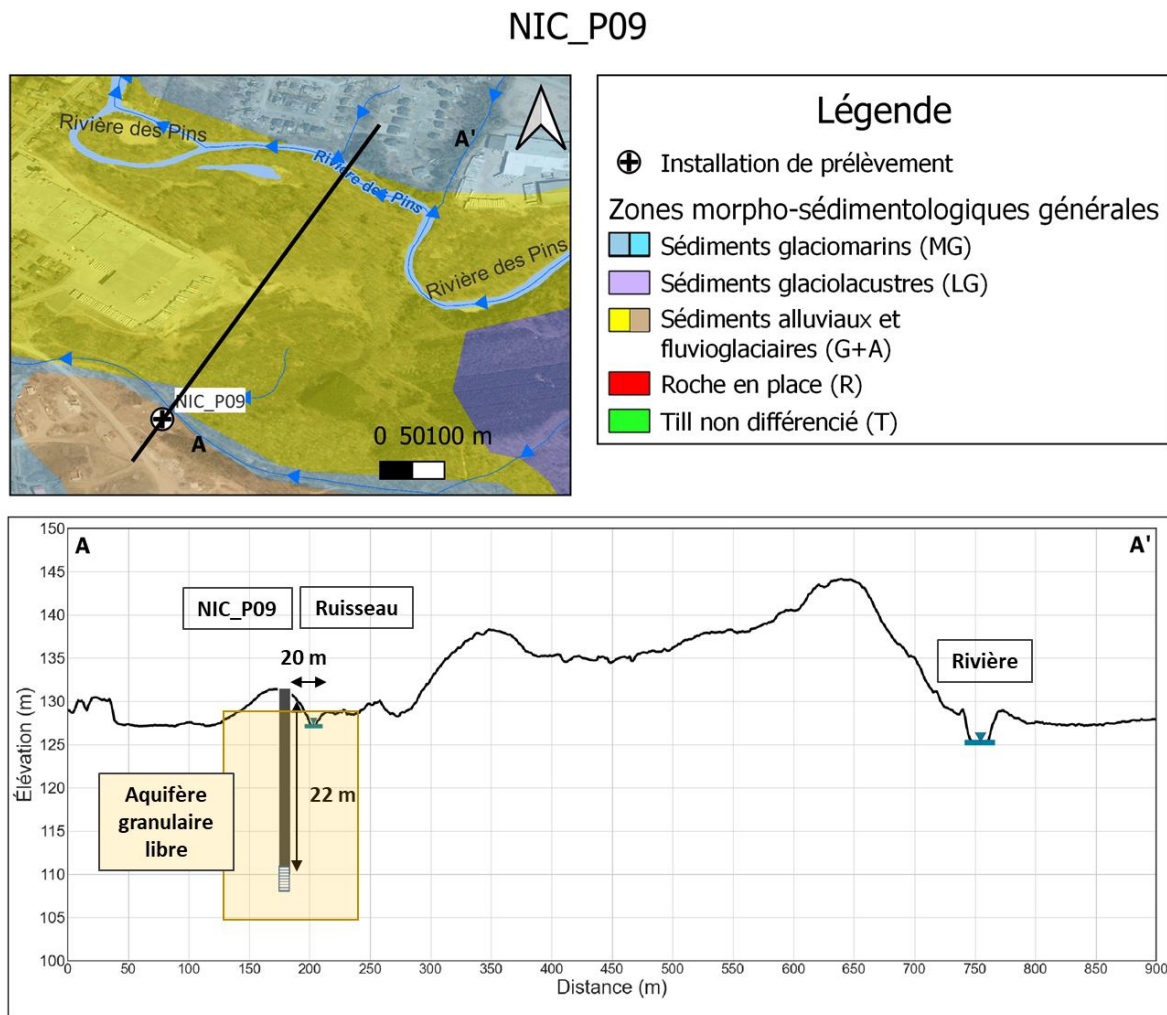 NIC_P09
Rivière des Pins
Rivière des Pins
Rivière des Pins
A'
NIC_P09
A
0 50100 m
Légende
Installation de prélèvement
Zones morpho-sédimentologiques générales
Sédiments glaciomarins (MG)
Sédiments glaciolacustres (LG)
Sédiments alluviaux et
fluvioglaciaires (G+A)
Roche en place (R)
Till non différencié (T)
A
A'
NIC_P09
Ruisseau
20 m
Rivière
22 m
Aquifère
granulaire
libre
Élévation (m)
150
145
140
135
130
125
120
115
110
105
100
0 50 100 150 200 250 300 350 400 450 500 550 600 650 700 750 800 850 900
Distance (m)